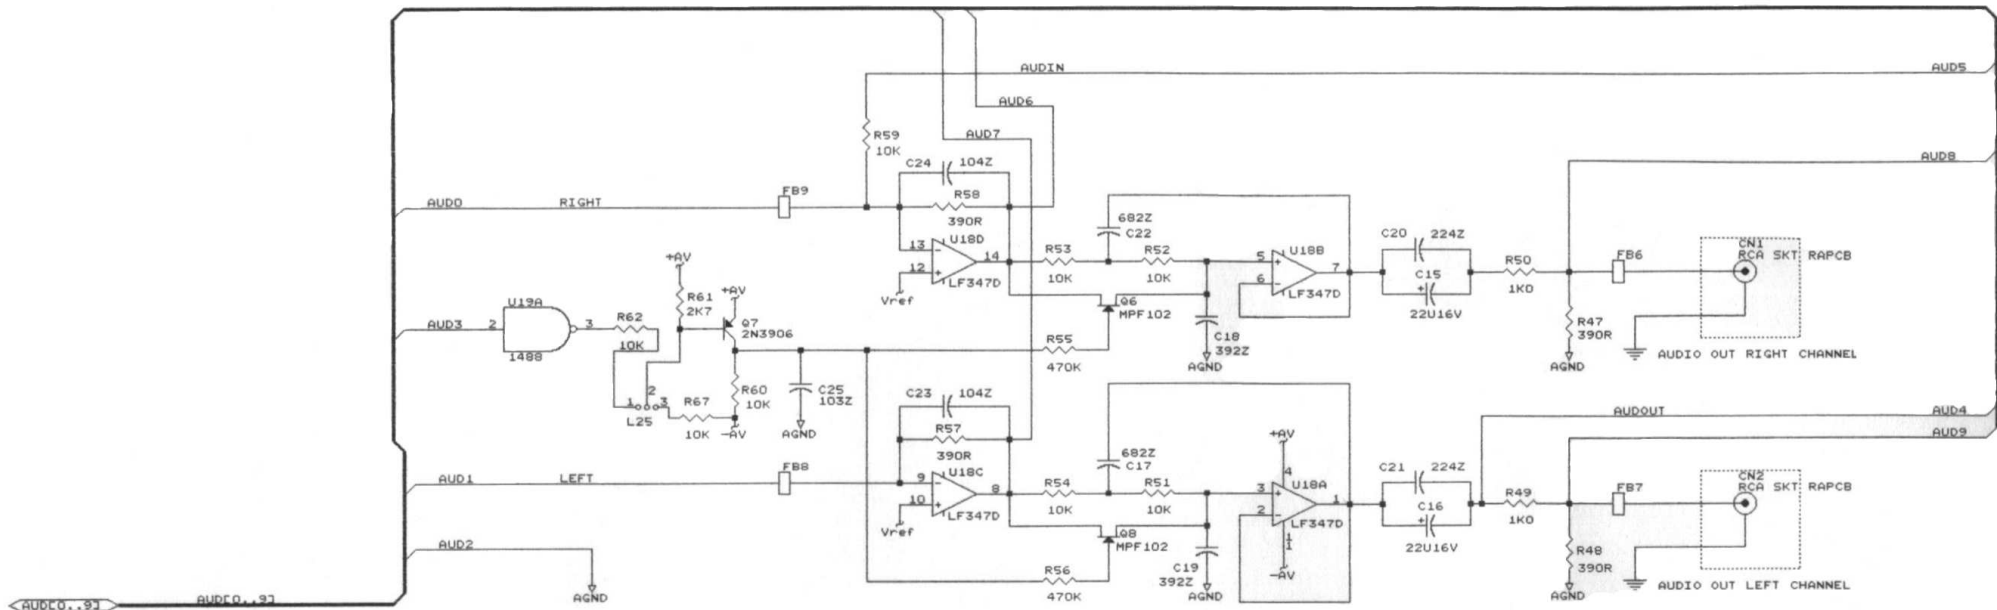 AUDIN
AUD5
AUD6
R59
10K
AUD7
C24
104Z
AUD8
AUD0
RIGHT
FB9
R58
390R
682Z
C22
+AV
13
U18D
14
12
LF347D
Vref
R53
10K
R52
10K
5
U18B
7
6
LF347D
C20
224Z
C15
22U16V
R50
1K0
FB6
CN1
RCA SKT RAPCB
R61
2K7
+AV
U19A
AUD3
2
3
1488
R62
10K
Q7
2N3906
Q6
MPF102
C18
392Z
AGND
R47
390R
AGND
AUDIO OUT RIGHT CHANNEL
R55
470K
2
1
3
L25
R67
10K
R60
10K
-AV
C25
103Z
AGND
C23
104Z
R57
390R
AUDOUT
AUD4
AUD9
+AV
682Z
C17
AUD1
LEFT
FB8
9
U18C
8
10
LF347D
Vref
R54
10K
R51
10K
4
3
U18A
1
2
LF347D
11
-AV
C21
224Z
C16
22U16V
R49
1K0
FB7
CN2
RCA SKT RAPCB
Q8
MPF102
C19
392Z
AGND
R48
390R
AGND
AUDIO OUT LEFT CHANNEL
AUD2
AGND
R56
470K
AUD[0..9]
AUD[0..9]